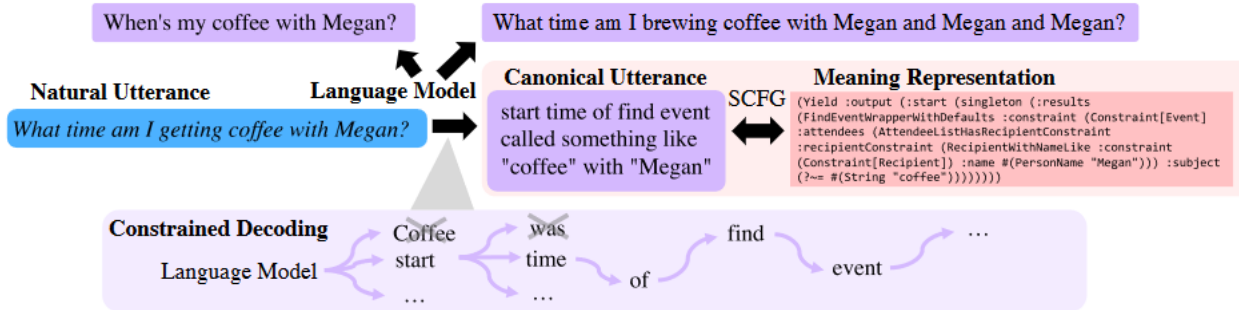 When's my coffee with Megan?
What time am I brewing coffee with Megan and Megan and Megan?
Natural Utterance
Language Model
Canonical Utterance
Meaning Representation
What time am I getting coffee with Megan?
start time of find event
called something like
"coffee" with "Megan"
SCFG
(Yield :output (:start (singleton (:results
(FindEventWrapperWithDefaults :constraint (Constraint[Event]
:attendees (AttendeeListHasRecipientConstraint
:recipientConstraint (RecipientWithNameLike :constraint
(Constraint[Recipient]) :name #(PersonName "Megan"))) :subject
(?~= #(String "coffee"))))))))
Constrained Decoding
Language Model
Coffee
start
...
was
time
...
of
find
event
...